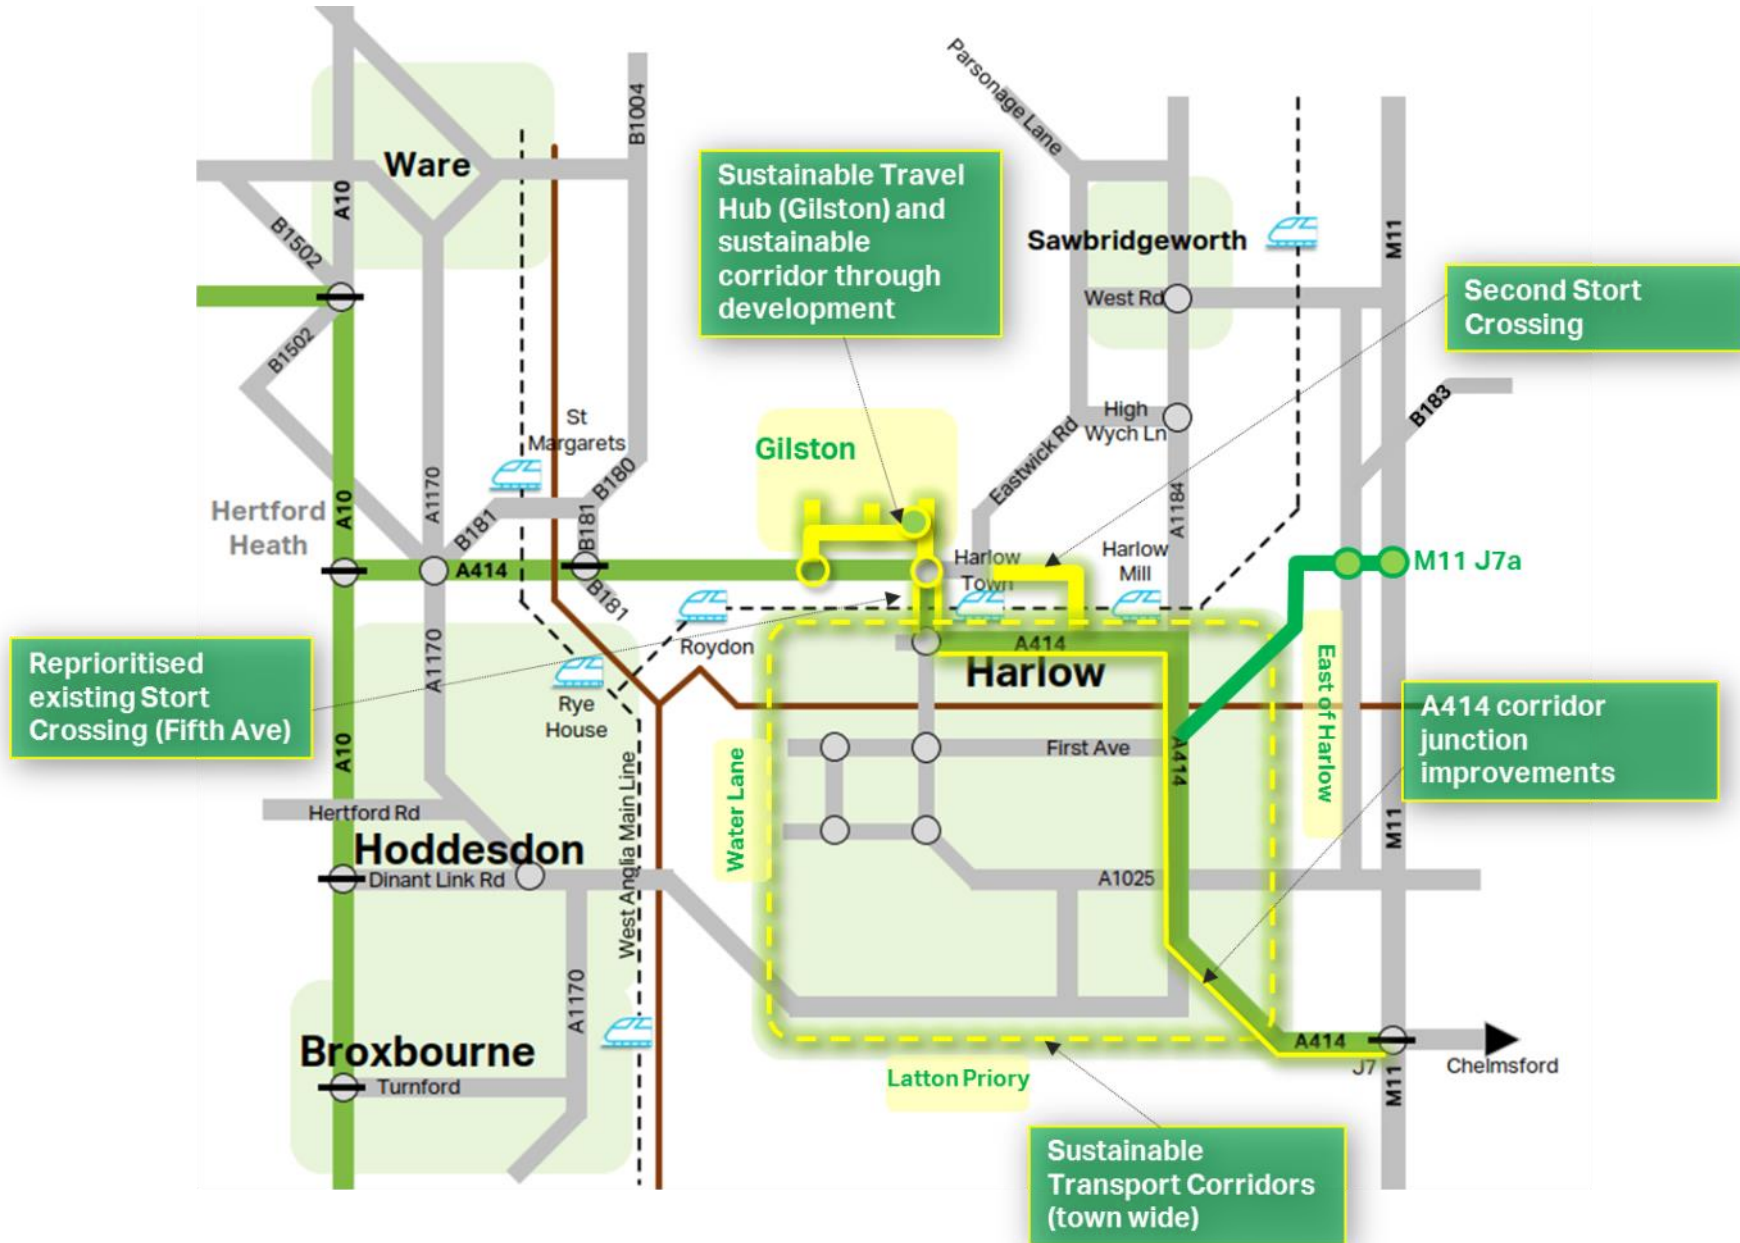 Parsonage Lane
B1004
Ware
A10
Sustainable Travel
Hub (Gilston) and
sustainable
corridor through
development
B1502
Sawbridgeworth
M11
Second Stort
Crossing
West Rd
B1502
B183
High
Wych Ln
St
Margarets
Gilston
Eastwick Rd
B180
A1170
A10
Hertford
Heath
B181
B181
A1184
A414
Harlow
Town
Harlow
Mill
M11 J7a
B181
Roydon
A414
Harlow
Reprioritised
existing Stort
Crossing (Fifth Ave)
A1170
Rye
House
East of Harlow
A414 corridor
junction
improvements
A10
First Ave
A414
Water Lane
West Anglia Main Line
Hertford Rd
M11
Hoddesdon
Dinant Link Rd
A1025
A1170
Broxbourne
Turnford
A414
J7
M11
Chelmsford
Latton Priory
Sustainable
Transport Corridors
(town wide)